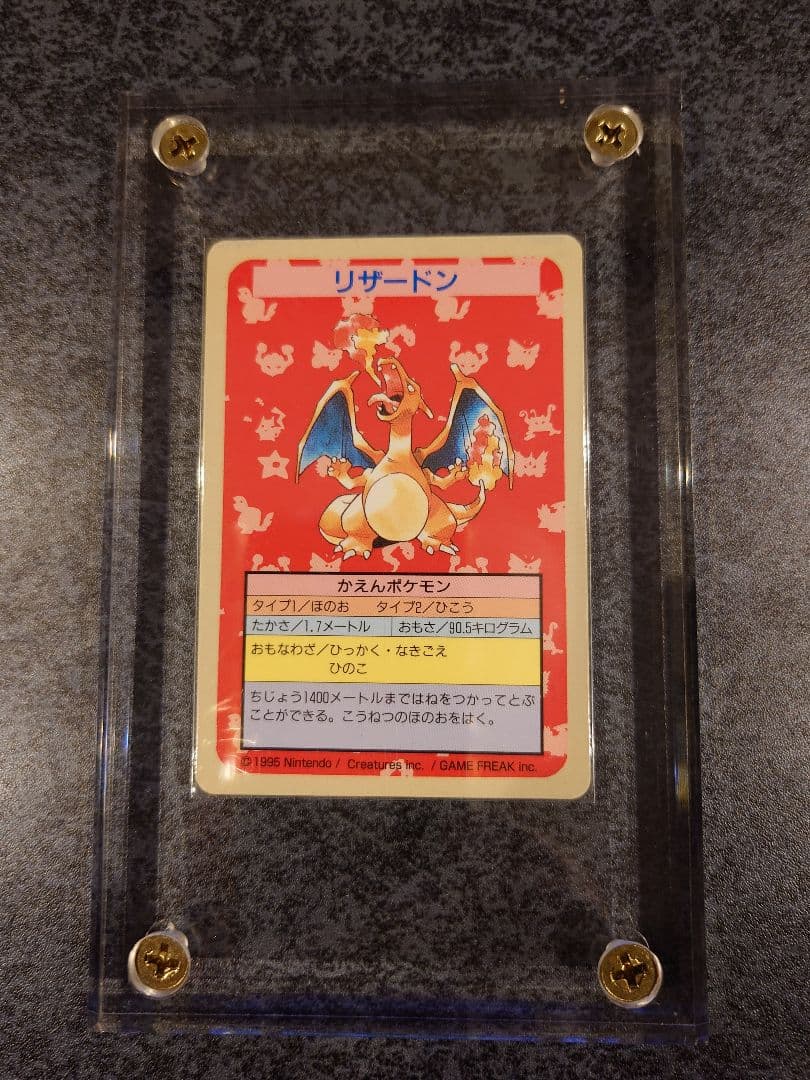 リザードン
かえんポケモン
タイプ1／ほのお　タイプ2／ひこう
たかさ／1.7メートル　おもさ／90.5キログラム
おもなわざ／ひっかく・なきごえ
ひのこ
ちじょう1400メートルまではねをつかってとぶ
ことができる。こうねつのほのおをはく。
©1995 Nintendo / Creatures inc. / GAME FREAK inc.